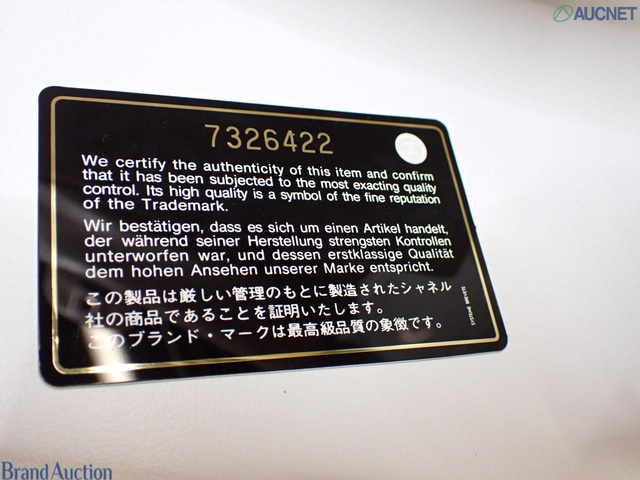 AUCNET
7326422
We certify the authenticity of this item and confirm
that it has been subjected to the most exacting quality
control. Its high quality is a symbol of the fine reputation
of the Trademark.
Wir bestätigen, dass es sich um einen Artikel handelt,
der während seiner Herstellung strengsten Kontrollen
unterworfen war, und dessen erstklassige Qualität
dem hohen Ansehen unserer Marke entspricht.
この製品は厳しい管理のもとに製造されたシャネル
社の商品であることを証明いたします。
このブランド・マークは最高級品質の象徴です。
Brand Auction